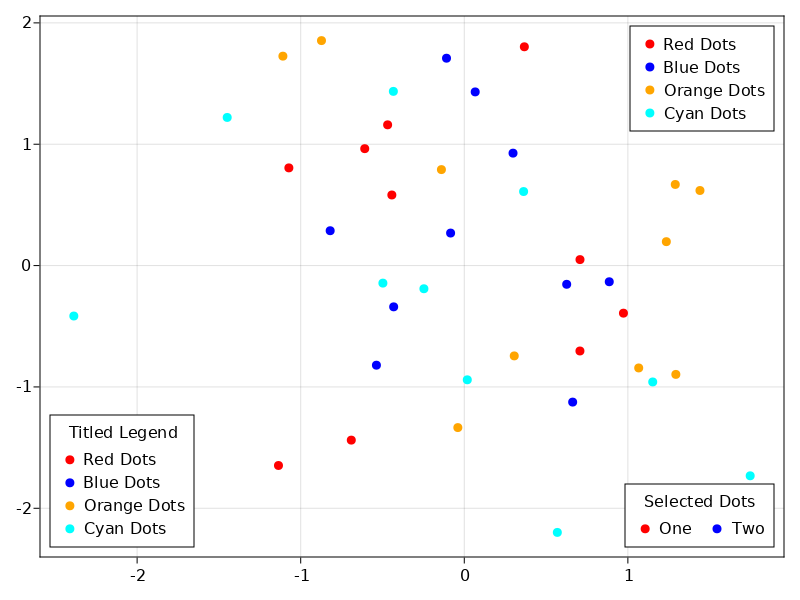 2
Red Dots
Blue Dots
Orange Dots
Cyan Dots
1
0
-1
Titled Legend
Red Dots
Blue Dots
Orange Dots
Cyan Dots
-2
Selected Dots
One Two
-2 -1 0 1